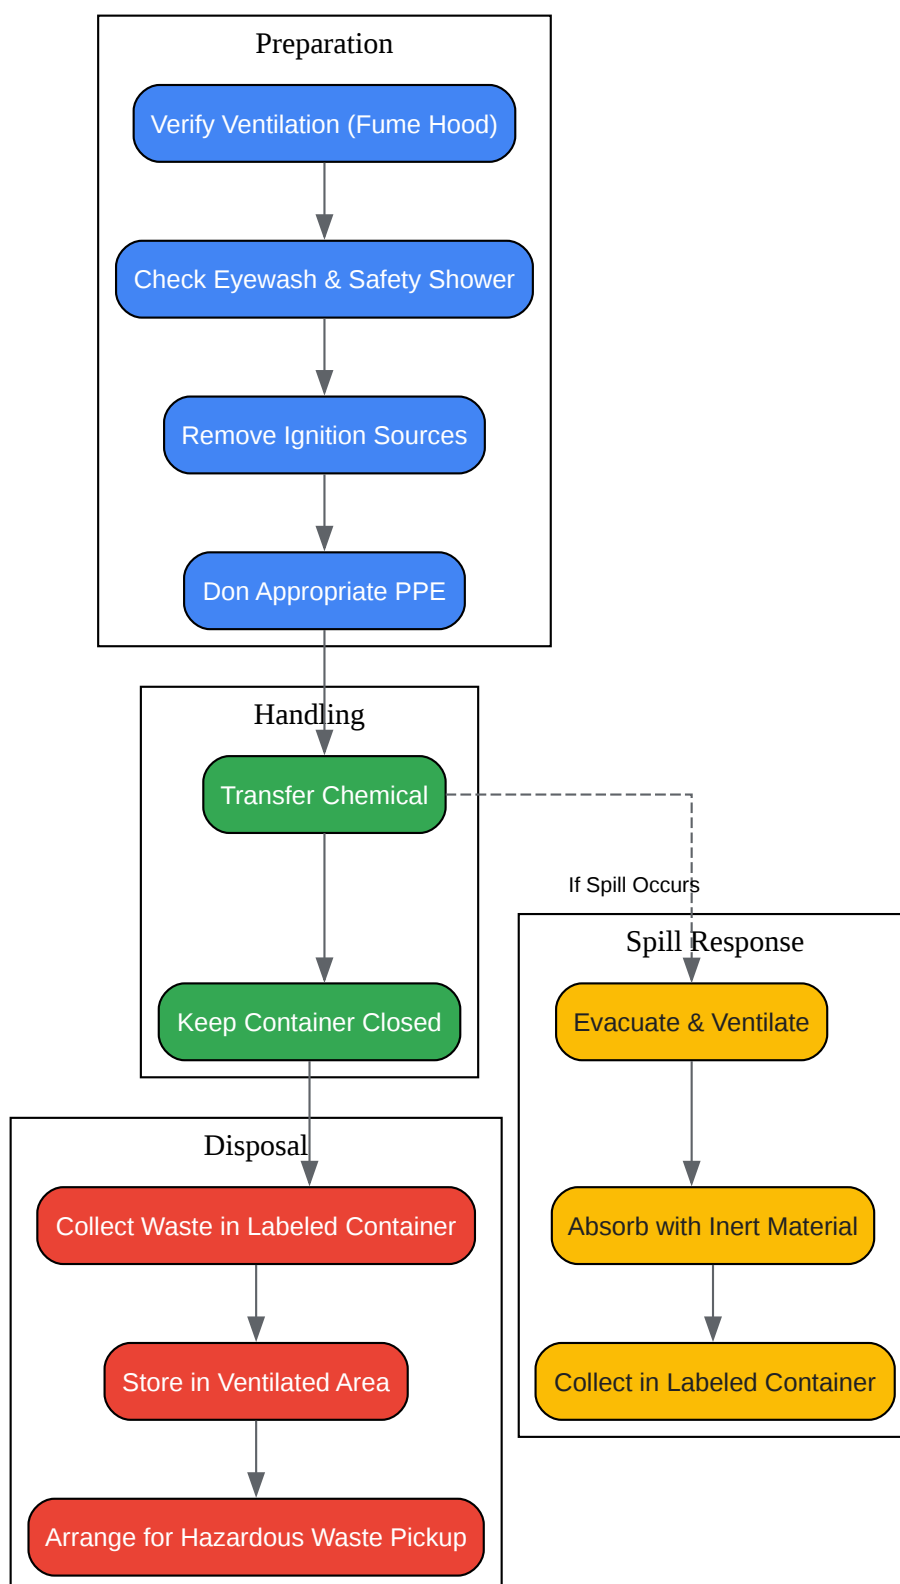 Preparation
Verify Ventilation (Fume Hood)
Check Eyewash & Safety Shower
Remove Ignition Sources
Don Appropriate PPE
Handling
Transfer Chemical
If Spill Occurs
Spill Response
Keep Container Closed
Evacuate & Ventilate
Disposal
Collect Waste in Labeled Container
Absorb with Inert Material
Store in Ventilated Area
Collect in Labeled Container
Arrange for Hazardous Waste Pickup